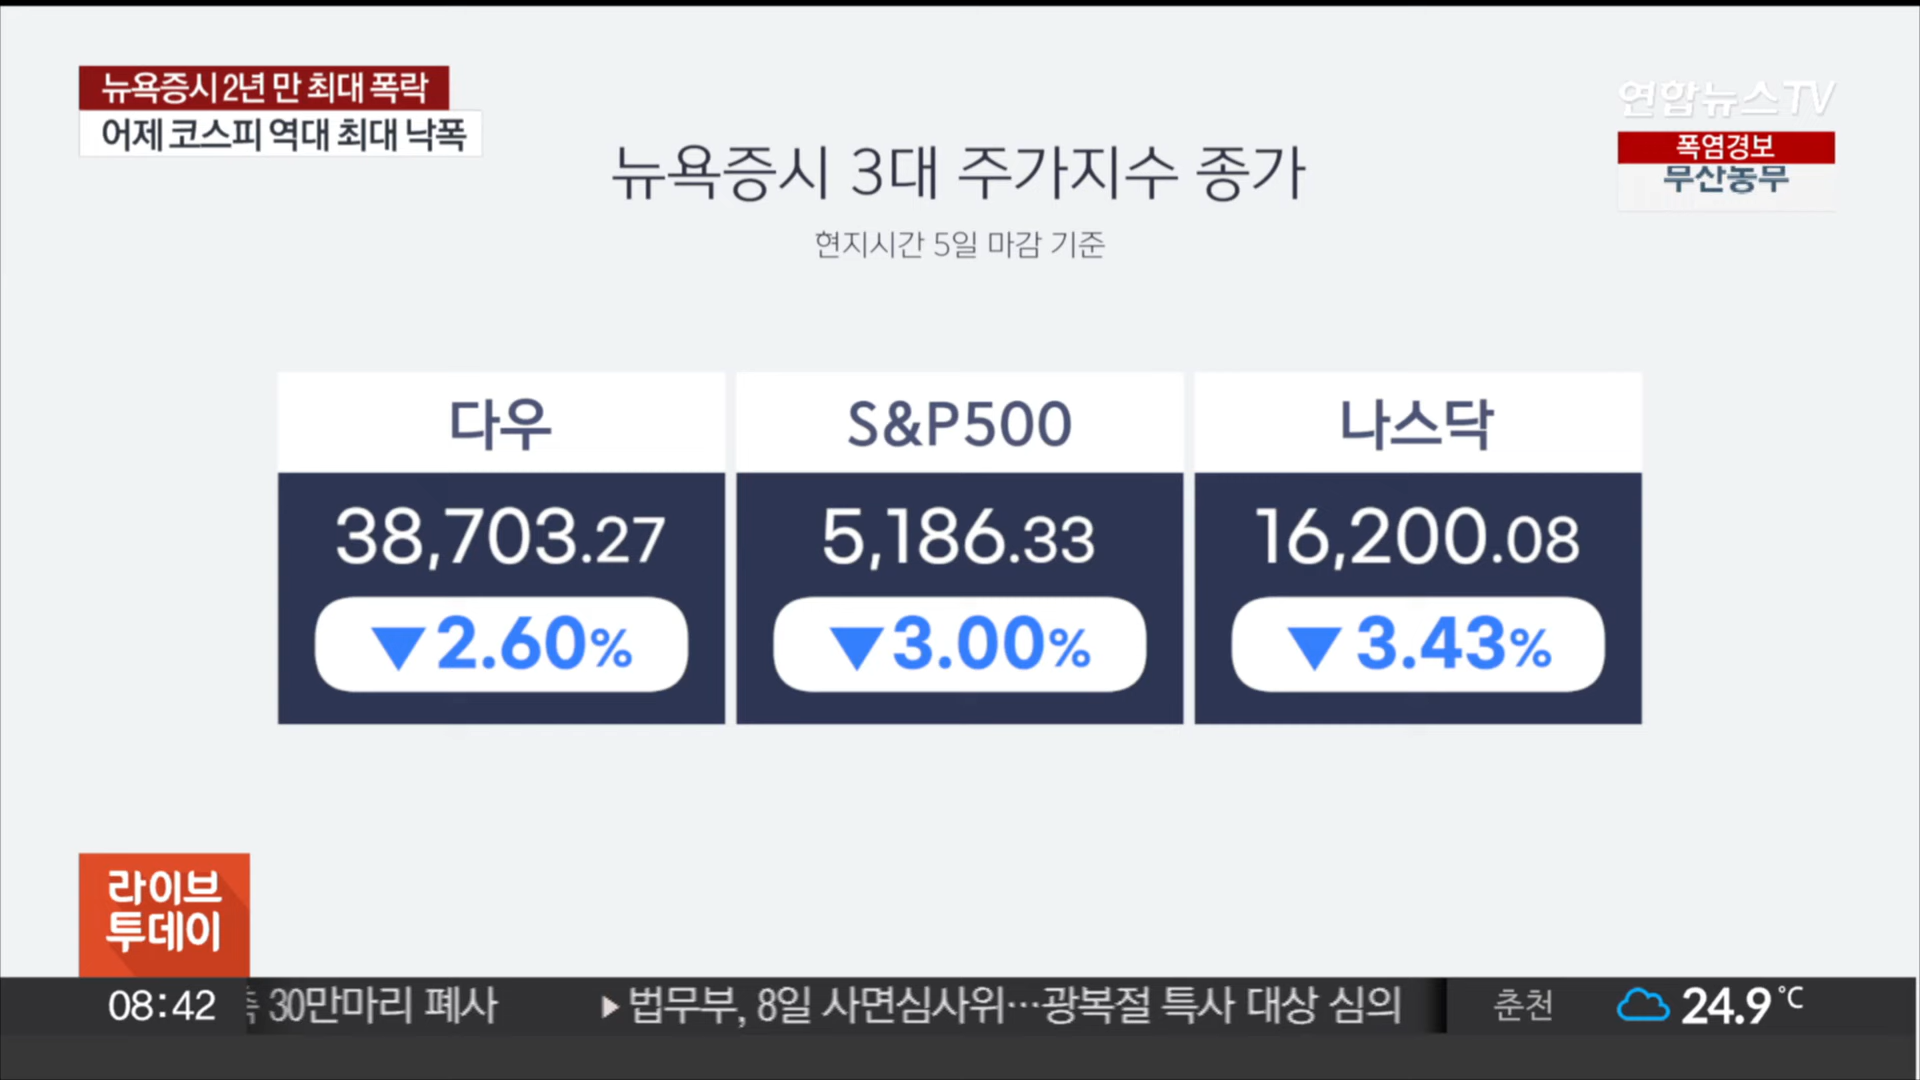 뉴욕증시 2년 만 최대 폭락
어제 코스피 역대 최대 낙폭
연합뉴스TV
폭염경보
무산농무
뉴욕증시 3대 주가지수 종가
현지시간 5일 마감 기준
다우
38,703.27
▼2.60%
S&P500
5,186.33
▼3.00%
나스닥
16,200.08
▼3.43%
라이브
투데이
08:42
30만마리 폐사 ▶법무부, 8일 사면심사위…광복절 특사 대상 심의
춘천
24.9℃